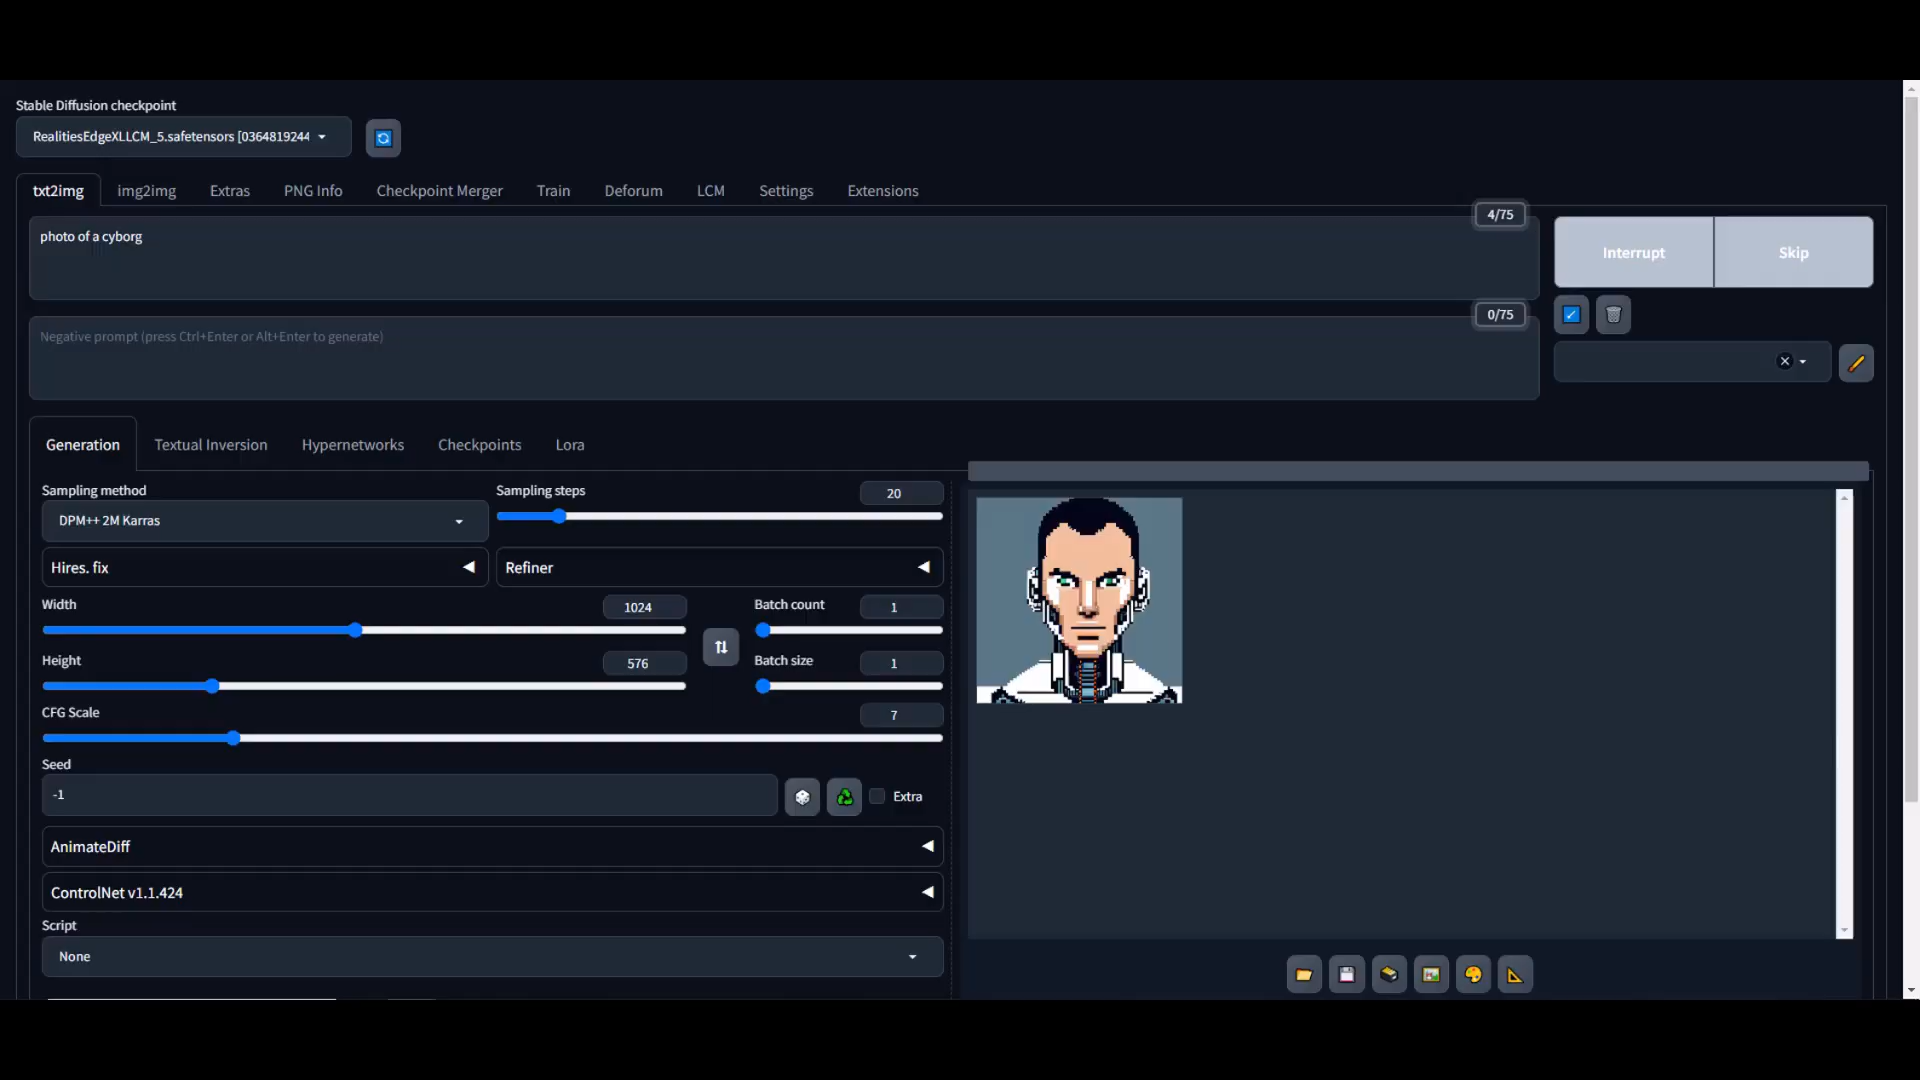 Stable Diffusion checkpoint
RealitiesEdgeXLLCM_5.safetensors [0364819244
txt2img img2img Extras PNG Info Checkpoint Merger Train Deforum LCM Settings Extensions
4/75
photo of a cyborg
Interrupt Skip
0/75
Negative prompt (press Ctrl+Enter or Alt+Enter to generate)
Generation Textual Inversion Hypernetworks Checkpoints Lora
Sampling method
DPM++ 2M Karras
Sampling steps 20
Hires. fix
Refiner
Width 1024
Batch count 1
Height 576
Batch size 1
CFG Scale 7
Seed
-1
Extra
AnimateDiff
ControlNet v1.1.424
Script
None